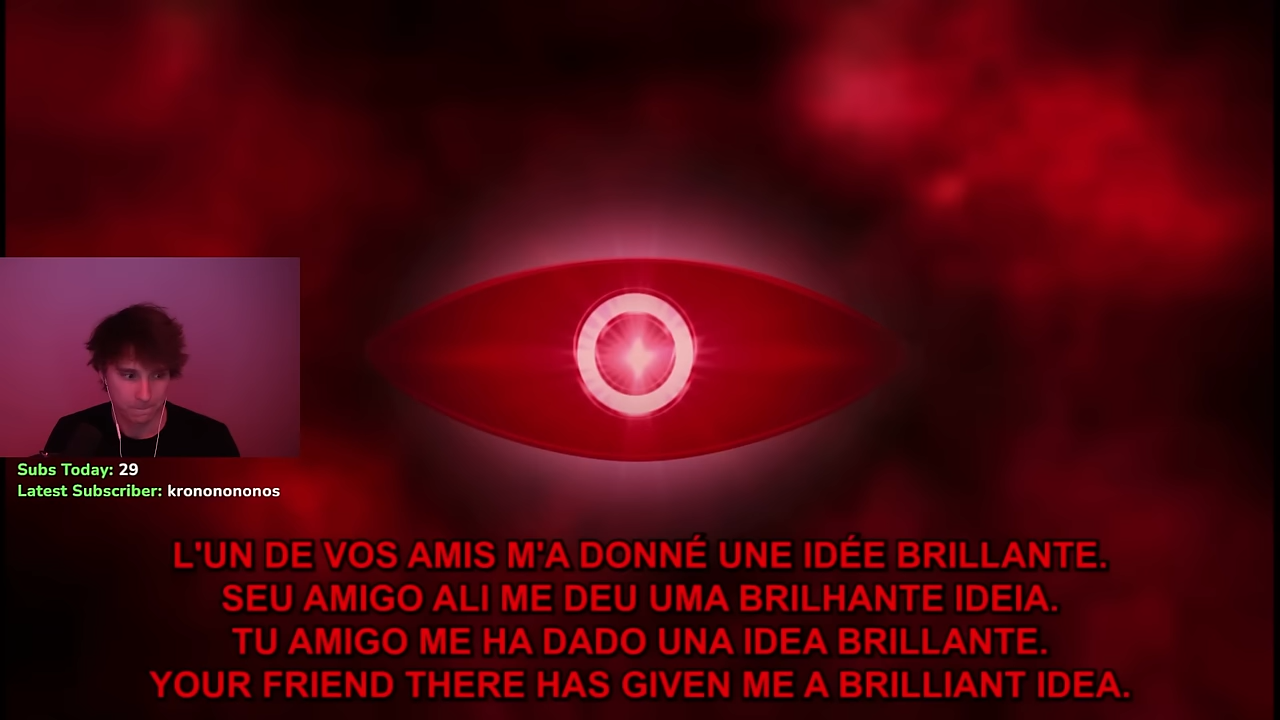 Subs Today: 29
Latest Subscriber: kronononono​s
L'UN DE VOS AMIS M'A DONNÉ UNE IDÉE BRILLANTE.
SEU AMIGO ALI ME DEU UMA BRILHANTE IDEIA.
TU AMIGO ME HA DADO UNA IDEA BRILLANTE.
YOUR FRIEND THERE HAS GIVEN ME A BRILLIANT IDEA.